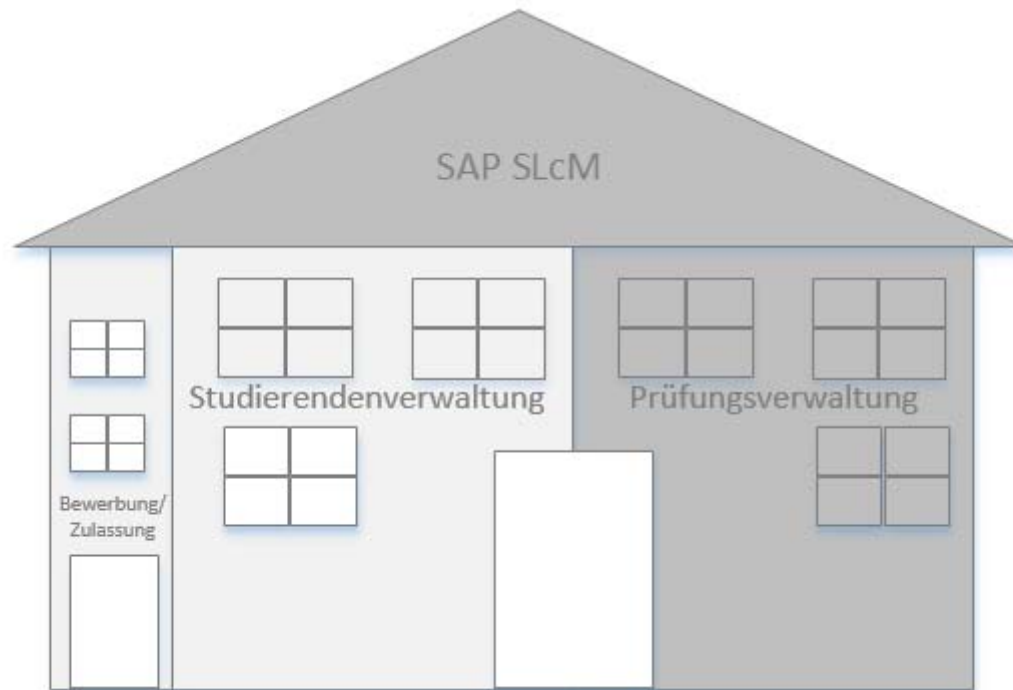 SAP SLcM
Studierendenverwaltung
Prüfungsverwaltung
Bewerbung/
Zulassung